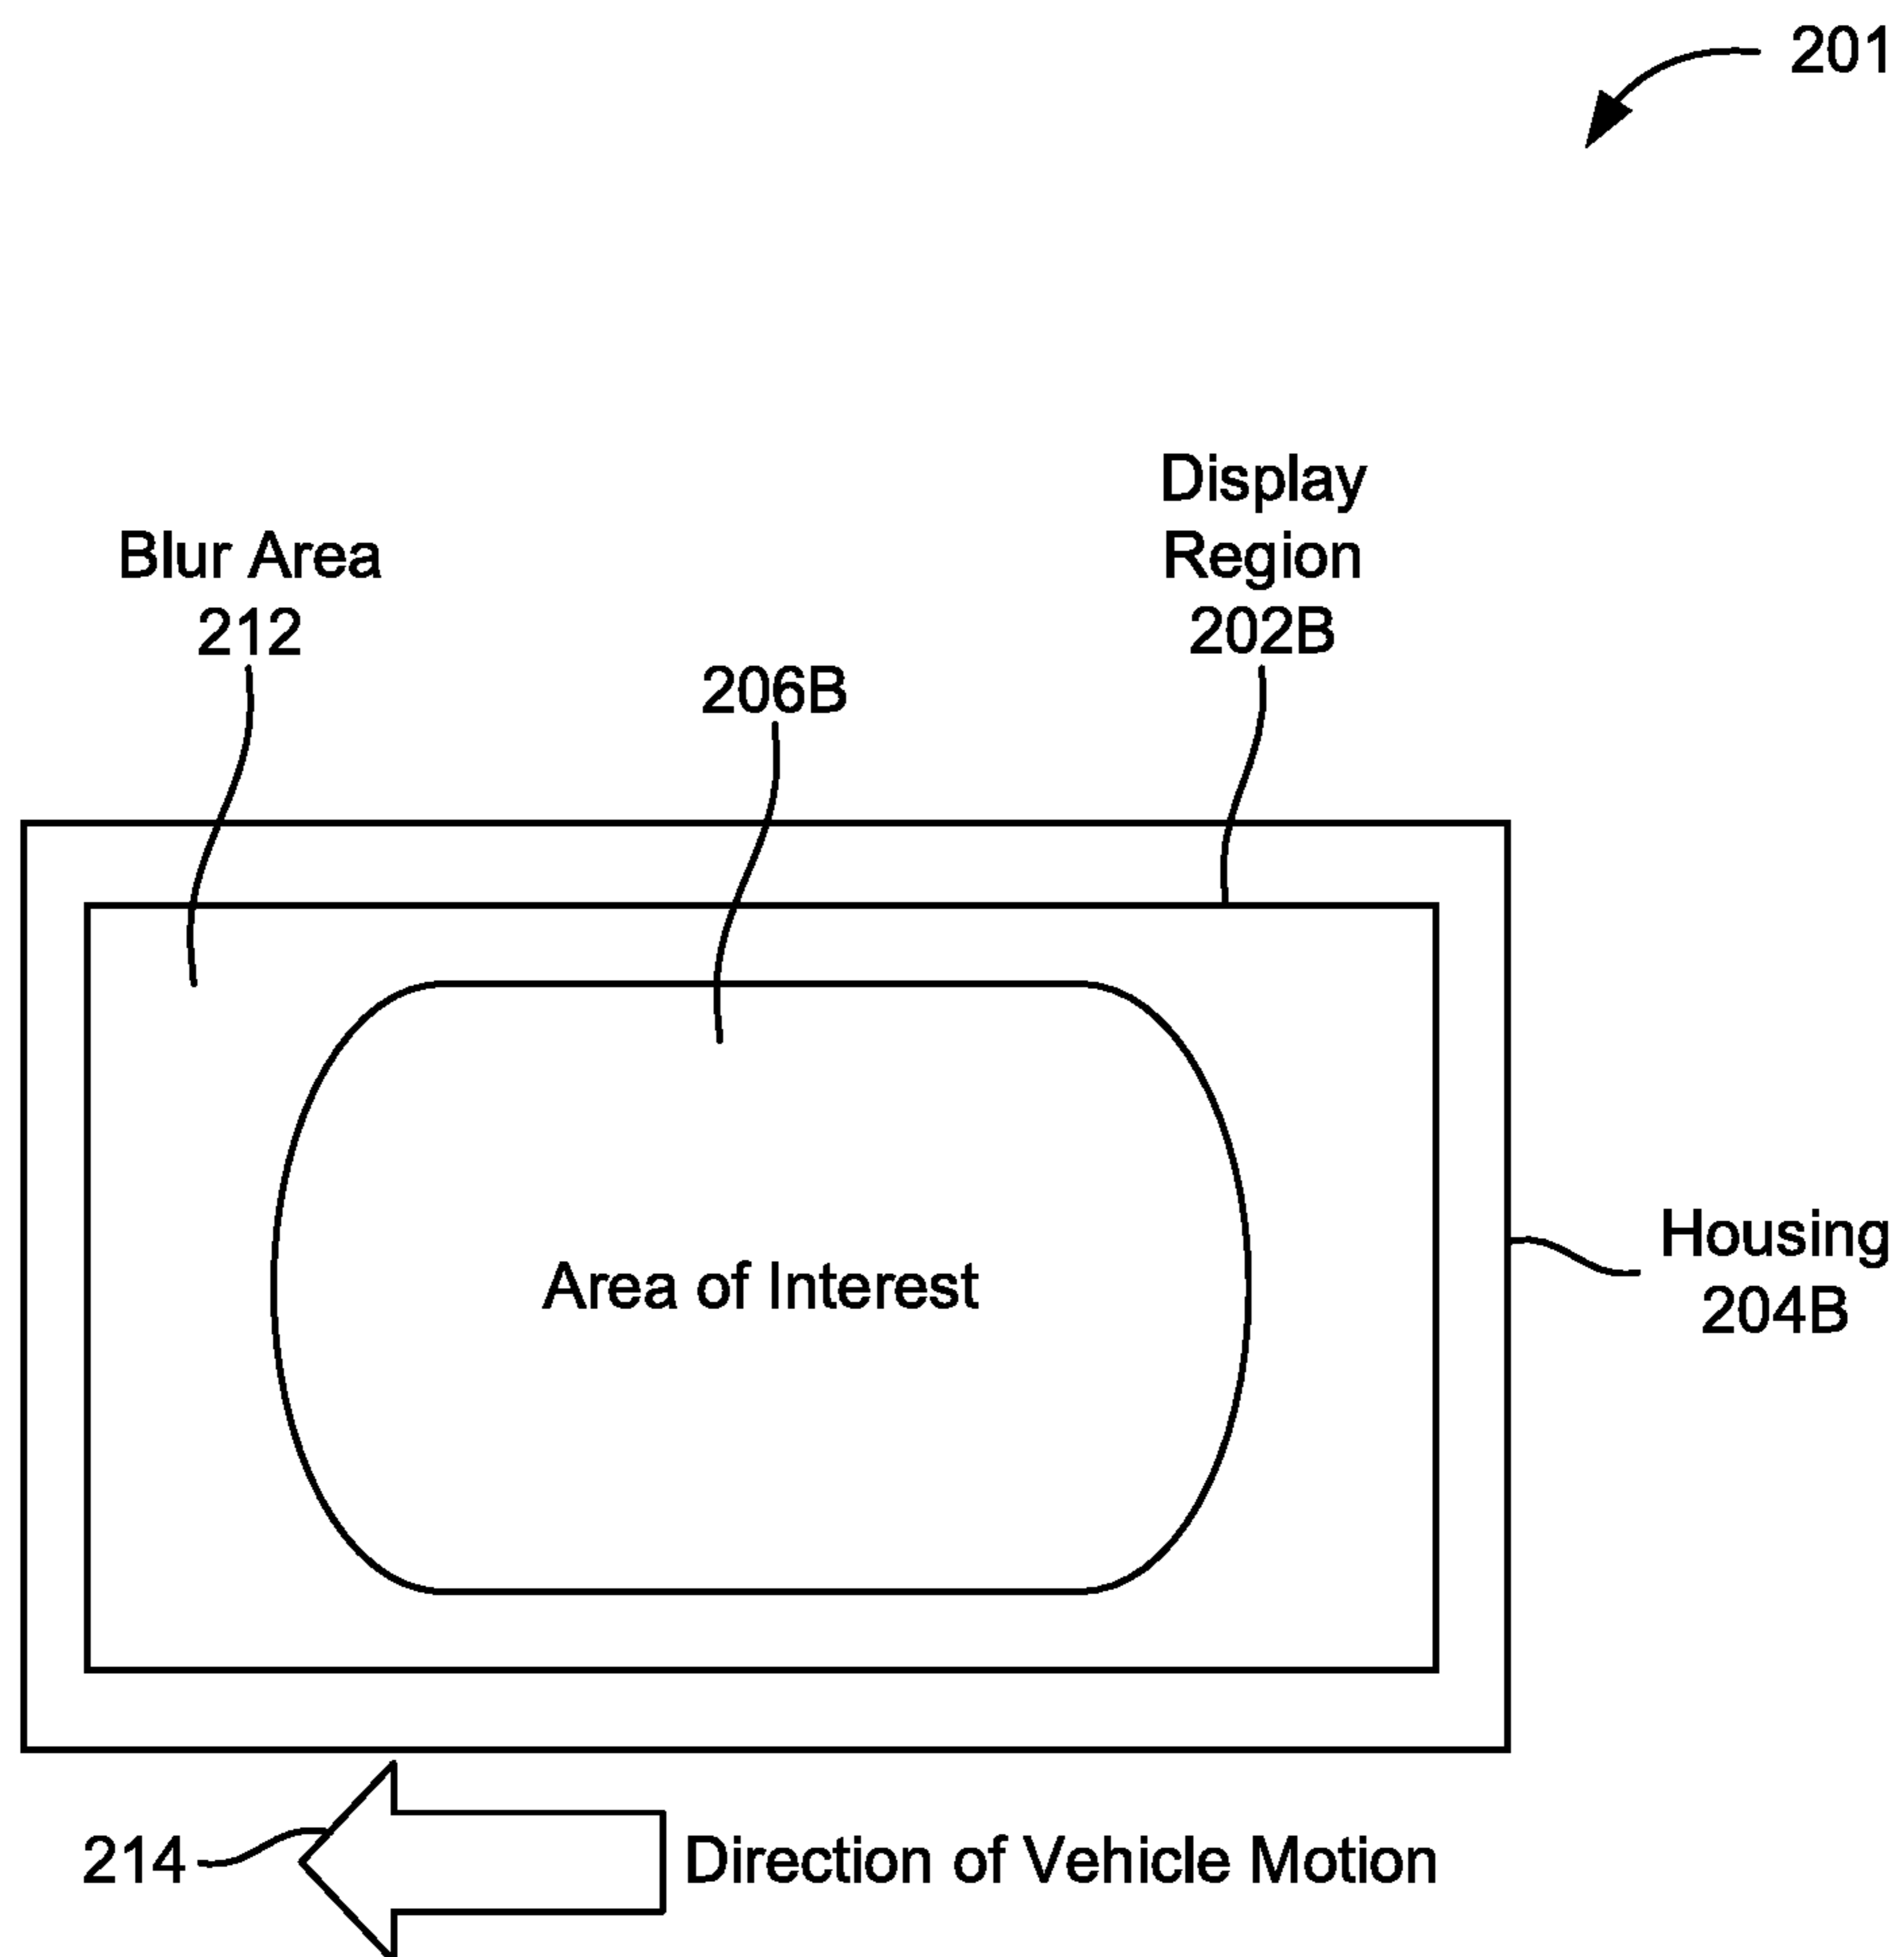 201
Display
Region
202B
Blur Area
212
206B
Area of Interest
Housing
204B
214
Direction of Vehicle Motion